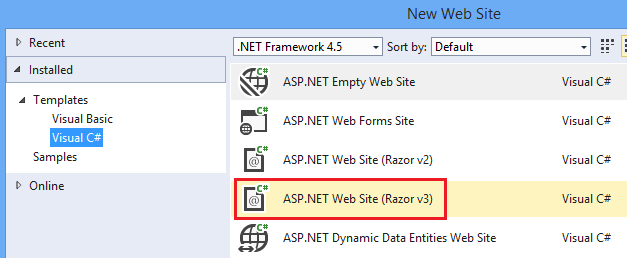 New Web Site
Recent
.NET Framework 4.5 Sort by: Default
Installed
Templates
Visual Basic
Visual C#
Samples
Online
C# ASP.NET Empty Web Site Visual C#
C# ASP.NET Web Forms Site Visual C#
C# @ ASP.NET Web Site (Razor v2) Visual C#
C# @ ASP.NET Web Site (Razor v3) Visual C#
C# ASP.NET Dynamic Data Entities Web Site Visual C#